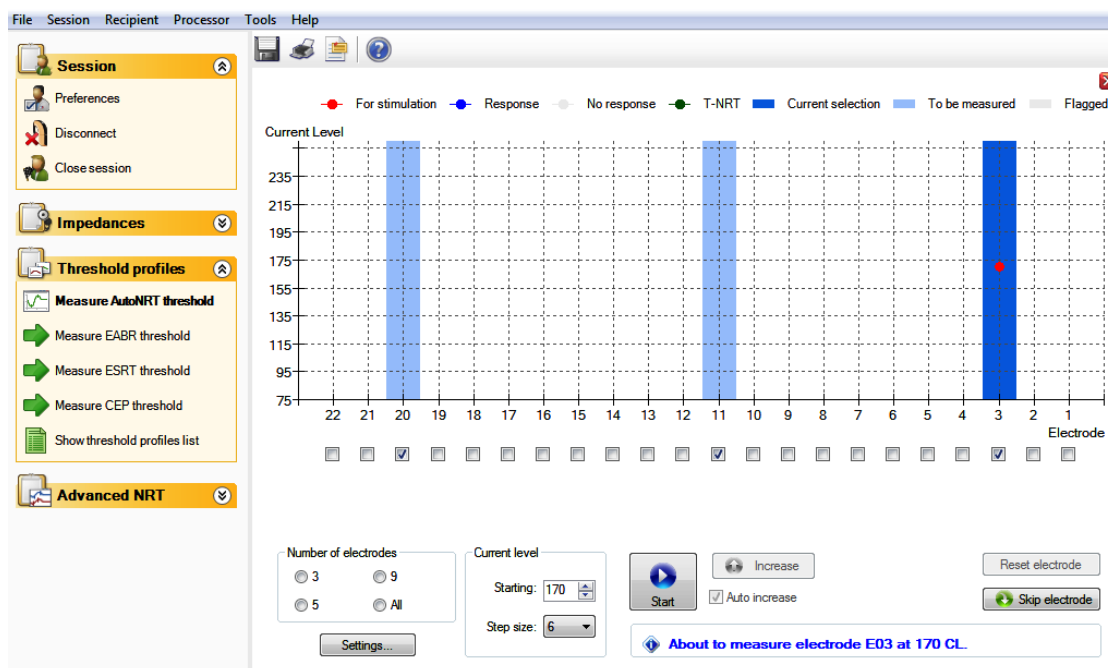 File Session Recipient Processor Tools Help
Session
Preferences
Disconnect
Close session
Impedances
Threshold profiles
Measure AutoNRT threshold
Measure EABR threshold
Measure ESRT threshold
Measure CEP threshold
Show threshold profiles list
Advanced NRT
For stimulation Response No response T-NRT Current selection To be measured Flagged
Current Level
235
215
195
175
155
135
115
95
75
22 21 20 19 18 17 16 15 14 13 12 11 10 9 8 7 6 5 4 3 2 1
Electrode
Number of electrodes
3 9
5 All
Settings...
Current level
Starting: 170
Step size: 6
Start
Increase
Auto increase
Reset electrode
Skip electrode
About to measure electrode E03 at 170 CL.